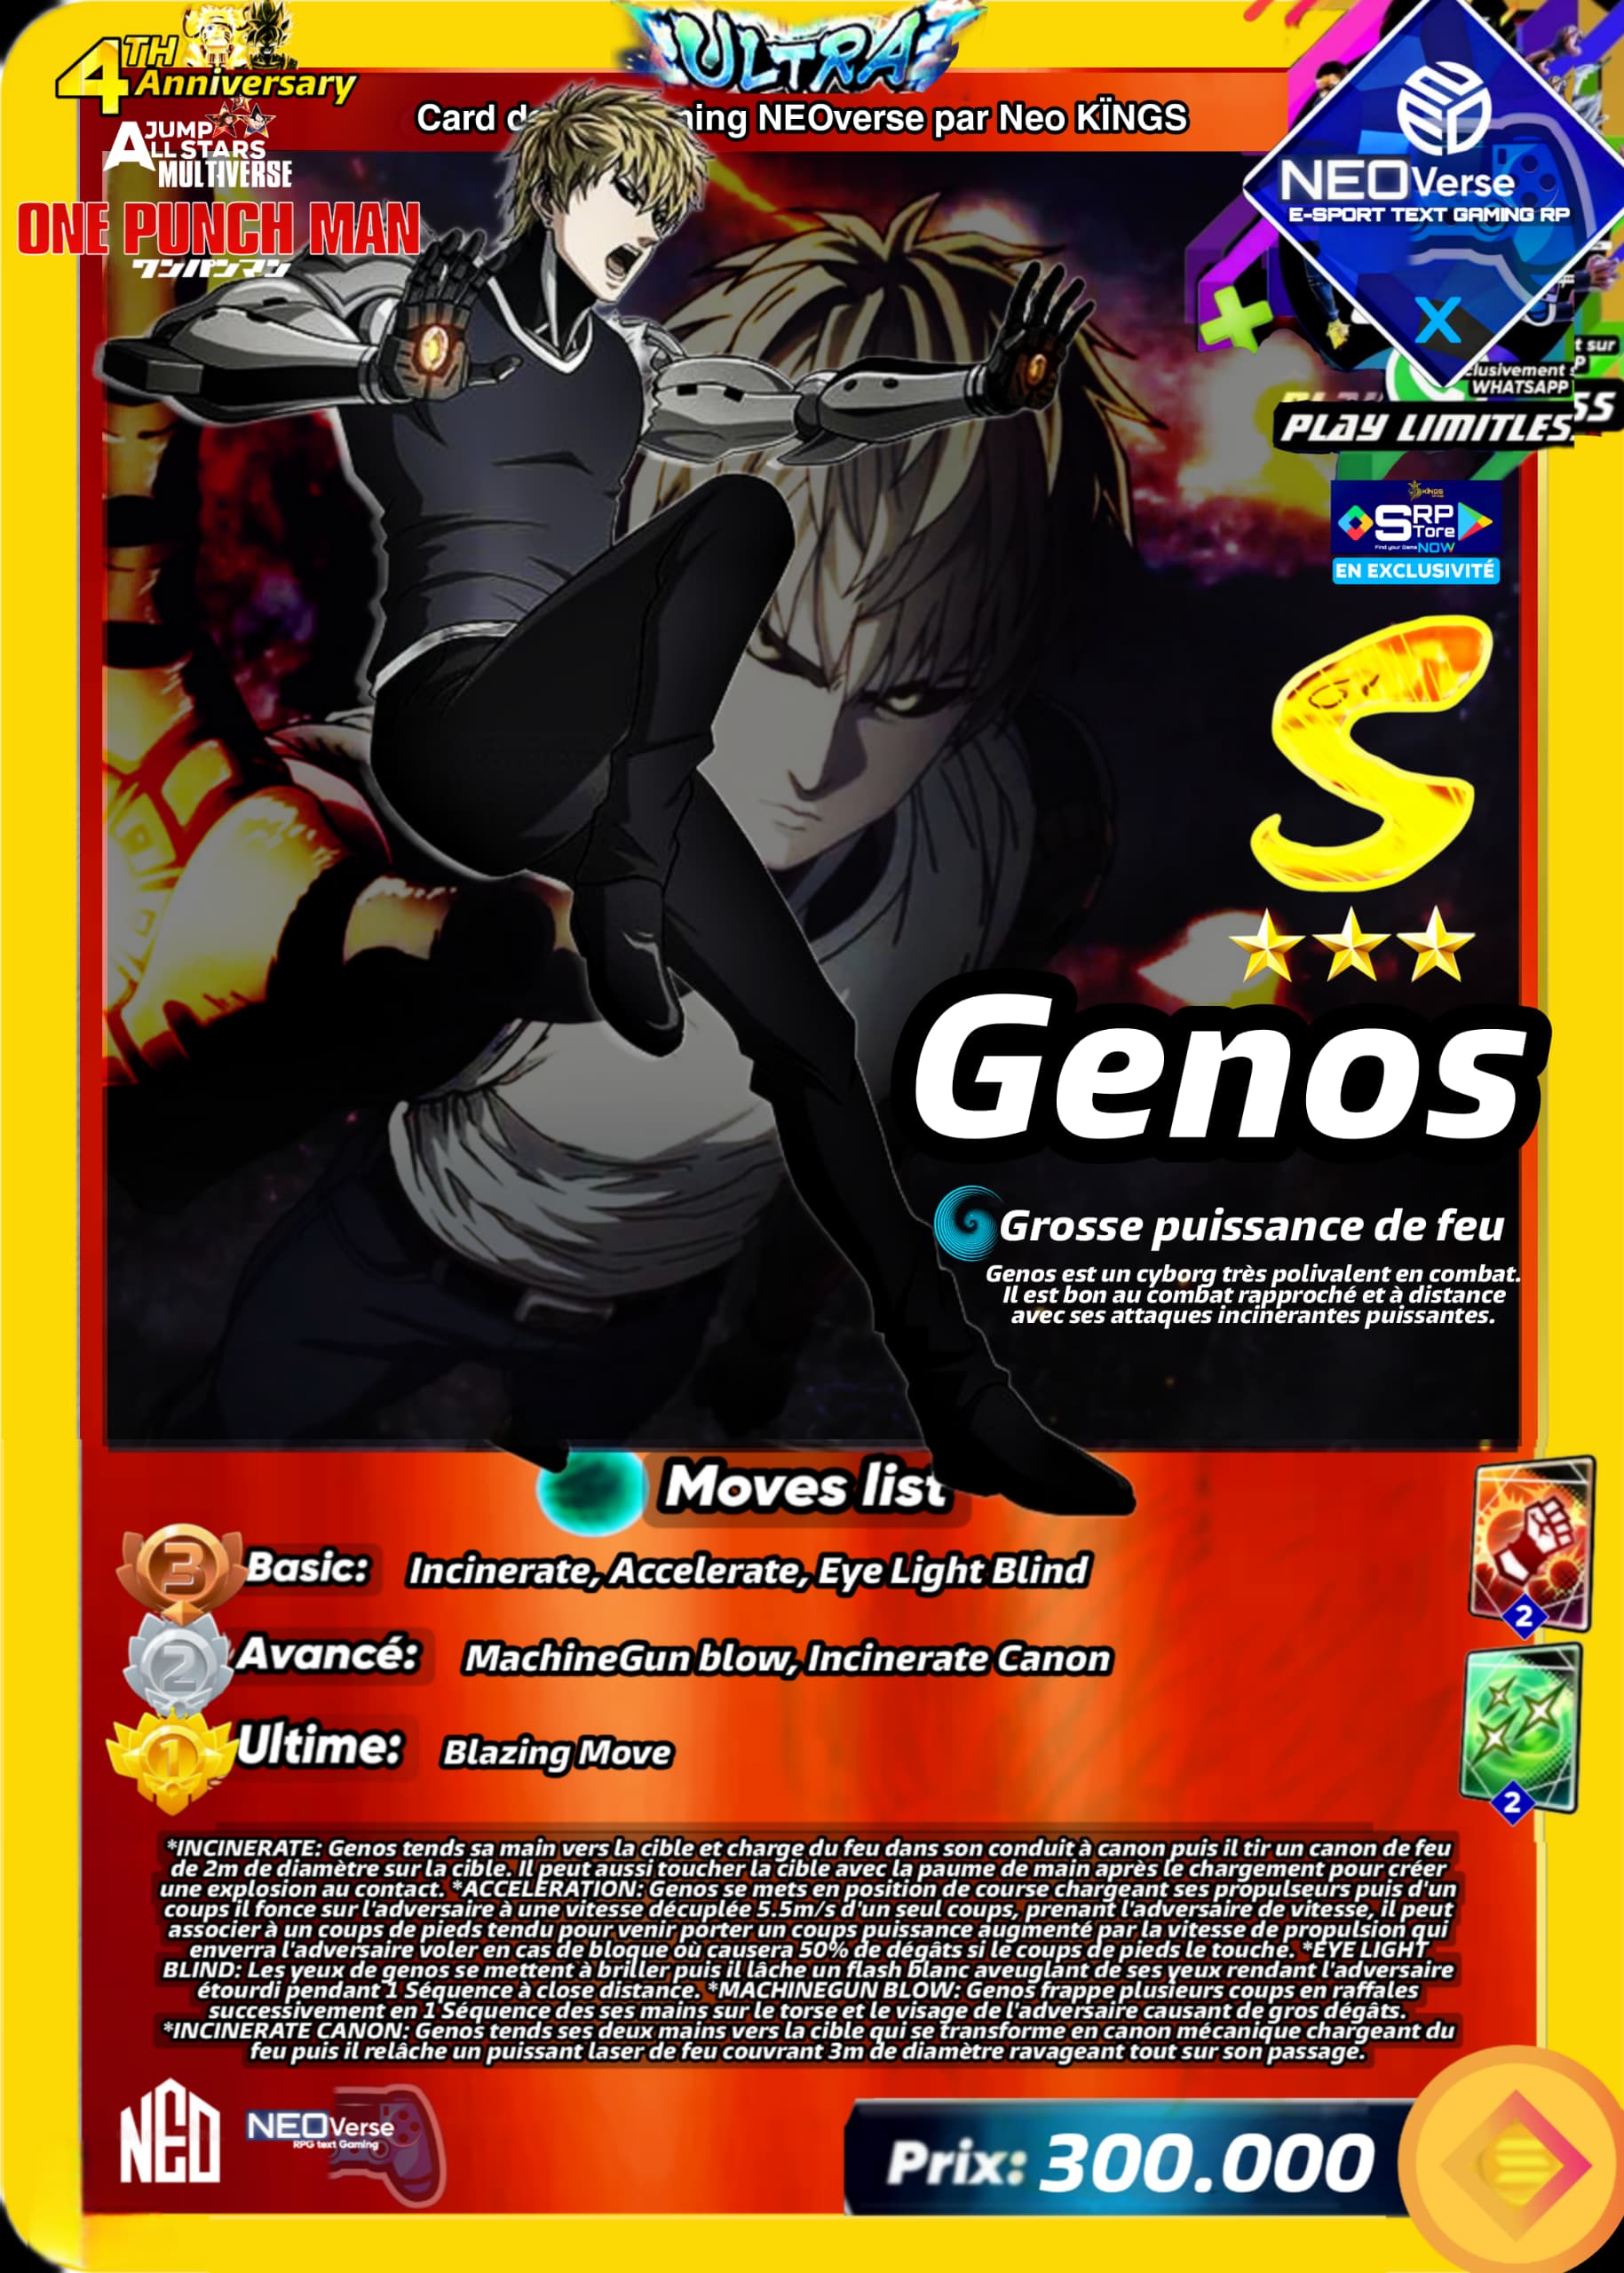 4TH
Anniversary
ULTRA
Card d
ing NEOverse par Neo KÏNGS
JUMP
ALL STARS
MULTIVERSE
ONE PUNCH MAN
ワンパンマン
NEOVerse
E-SPORT TEXT GAMING RP
X
t sur
P
clusivement s
WHATSAPP
SS
PLAY LIMITLES
KINGS
SRP
Tore
Find your Game NOW
EN EXCLUSIVITÉ
S
Genos
Grosse puissance de feu
Genos est un cyborg très polivalent en combat.
Il est bon au combat rapproché et à distance
avec ses attaques incinérantes puissantes.
Moves list
3 Basic: Incinerate, Accelerate, Eye Light Blind
2
2 Avancé: MachineGun blow, Incinerate Canon
1 Ultime: Blazing Move
2
*INCINERATE: Genos tends sa main vers la cible et charge du feu dans son conduit à canon puis il tir un canon de feu
de 2m de diamètre sur la cible. Il peut aussi toucher la cible avec la paume de main après le chargement pour créer
une explosion au contact. *ACCELERATION: Genos se mets en position de course chargeant ses propulseurs puis d'un
coups il fonce sur l'adversaire à une vitesse décuplée 5.5m/s d'un seul coups, prenant l'adversaire de vitesse, il peut
associer à un coups de pieds tendu pour venir porter un coups puissance augmenté par la vitesse de propulsion qui
enverra l'adversaire voler en cas de bloque où causera 50% de dégâts si le coups de pieds le touche. *EYE LIGHT
BLIND: Les yeux de genos se mettent à briller puis il lâche un flash blanc aveuglant de ses yeux rendant l'adversaire
étourdi pendant 1 Séquence à close distance. *MACHINEGUN BLOW: Genos frappe plusieurs coups en raffales
successivement en 1 Séquence des ses mains sur le torse et le visage de l'adversaire causant de gros dégâts.
*INCINERATE CANON: Genos tends ses deux mains vers la cible qui se transforme en canon mécanique chargeant du
feu puis il relâche un puissant laser de feu couvrant 3m de diamètre ravageant tout sur son passage.
NEO
NEOVerse
RPG text Gaming
Prix: 300.000